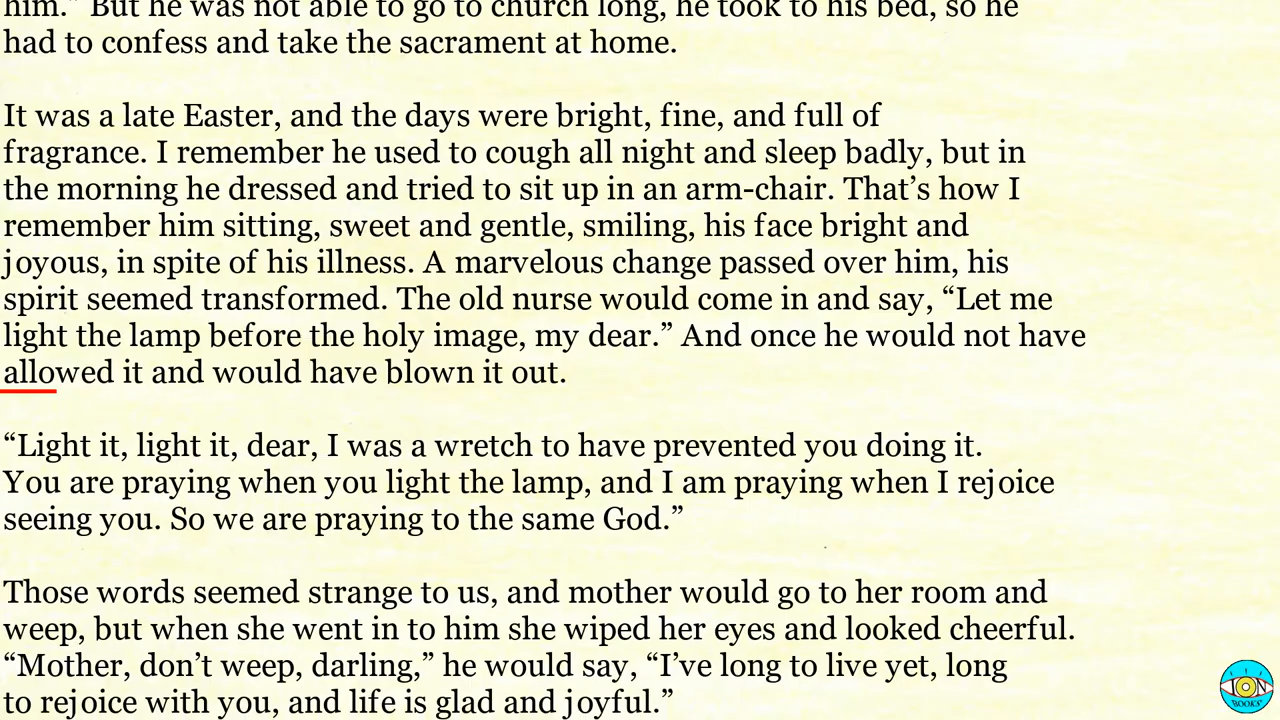 him.” But he was not able to go to church long, he took to his bed, so he
had to confess and take the sacrament at home.
It was a late Easter, and the days were bright, fine, and full of
fragrance. I remember he used to cough all night and sleep badly, but in
the morning he dressed and tried to sit up in an arm-chair. That’s how I
remember him sitting, sweet and gentle, smiling, his face bright and
joyous, in spite of his illness. A marvelous change passed over him, his
spirit seemed transformed. The old nurse would come in and say, “Let me
light the lamp before the holy image, my dear.” And once he would not have
allowed it and would have blown it out.
“Light it, light it, dear, I was a wretch to have prevented you doing it.
You are praying when you light the lamp, and I am praying when I rejoice
seeing you. So we are praying to the same God.”
Those words seemed strange to us, and mother would go to her room and
weep, but when she went in to him she wiped her eyes and looked cheerful.
“Mother, don’t weep, darling,” he would say, “I’ve long to live yet, long
to rejoice with you, and life is glad and joyful.”
ION
BOOKS